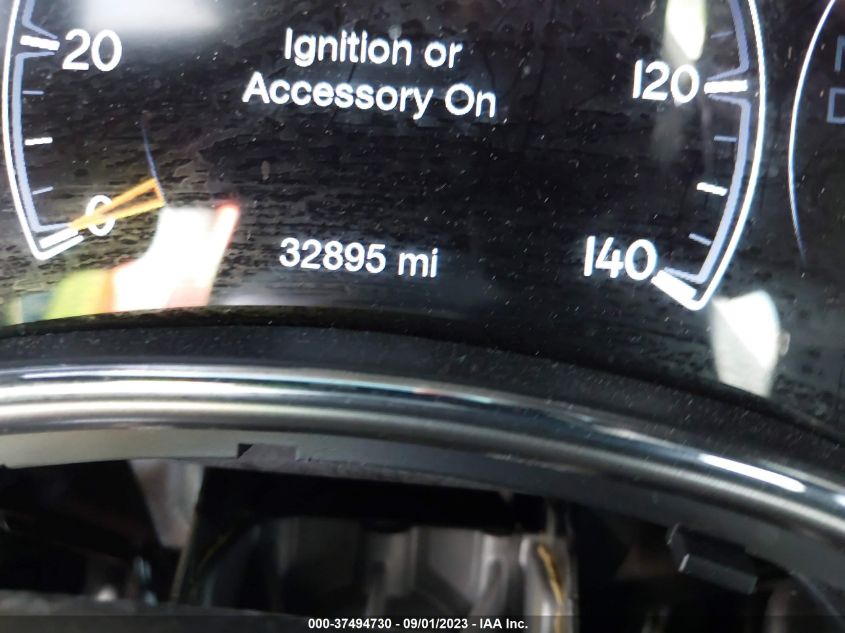 20
Ignition or
Accessory On
120
0
32895 mi
140
000-37494730 - 09/01/2023 - IAA Inc.